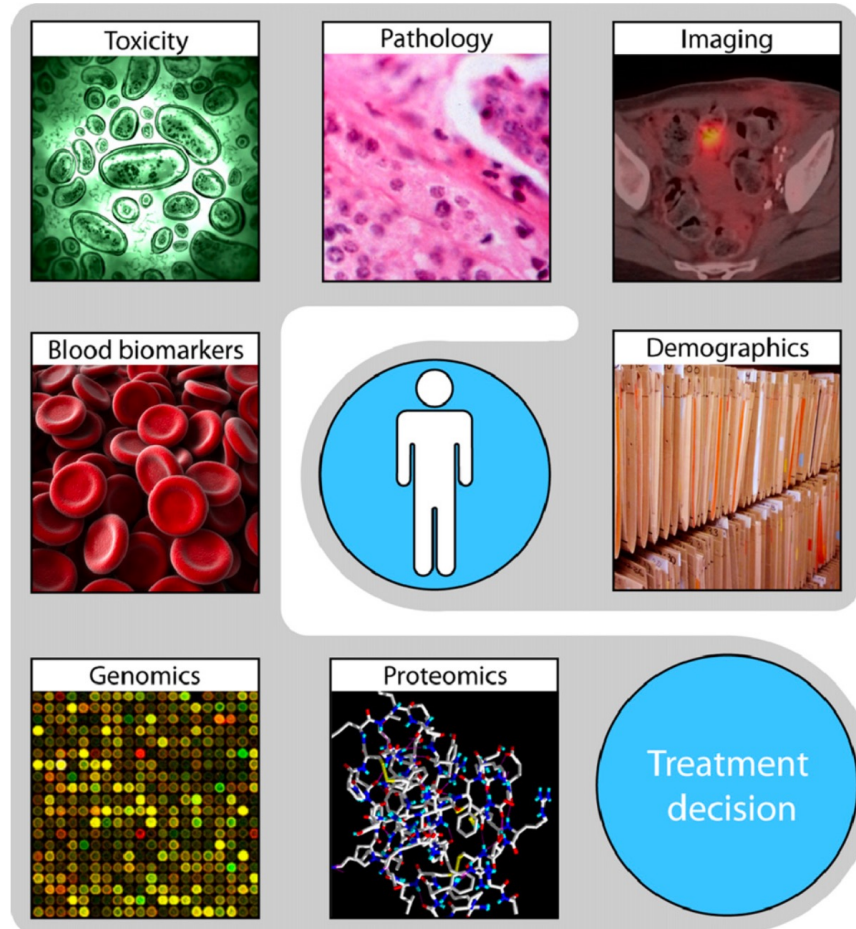 Toxicity
Pathology
Imaging
Blood biomarkers
Demographics
Genomics
Proteomics
Treatment
decision